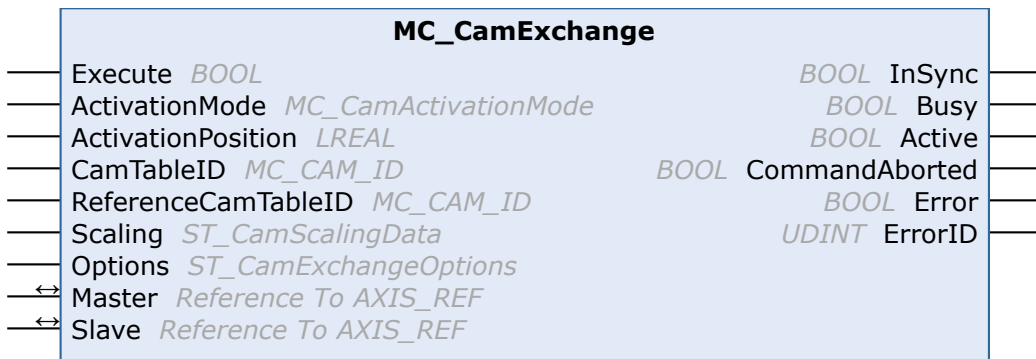 MC_CamExchange
Execute BOOL BOOL InSync
ActivationMode MC_CamActivationMode BOOL Busy
ActivationPosition LREAL BOOL Active
CamTableID MC_CAM_ID BOOL CommandAborted
ReferenceCamTableID MC_CAM_ID BOOL Error
Scaling ST_CamScalingData UDINT ErrorID
Options ST_CamExchangeOptions
↔ Master Reference To AXIS_REF
↔ Slave Reference To AXIS_REF